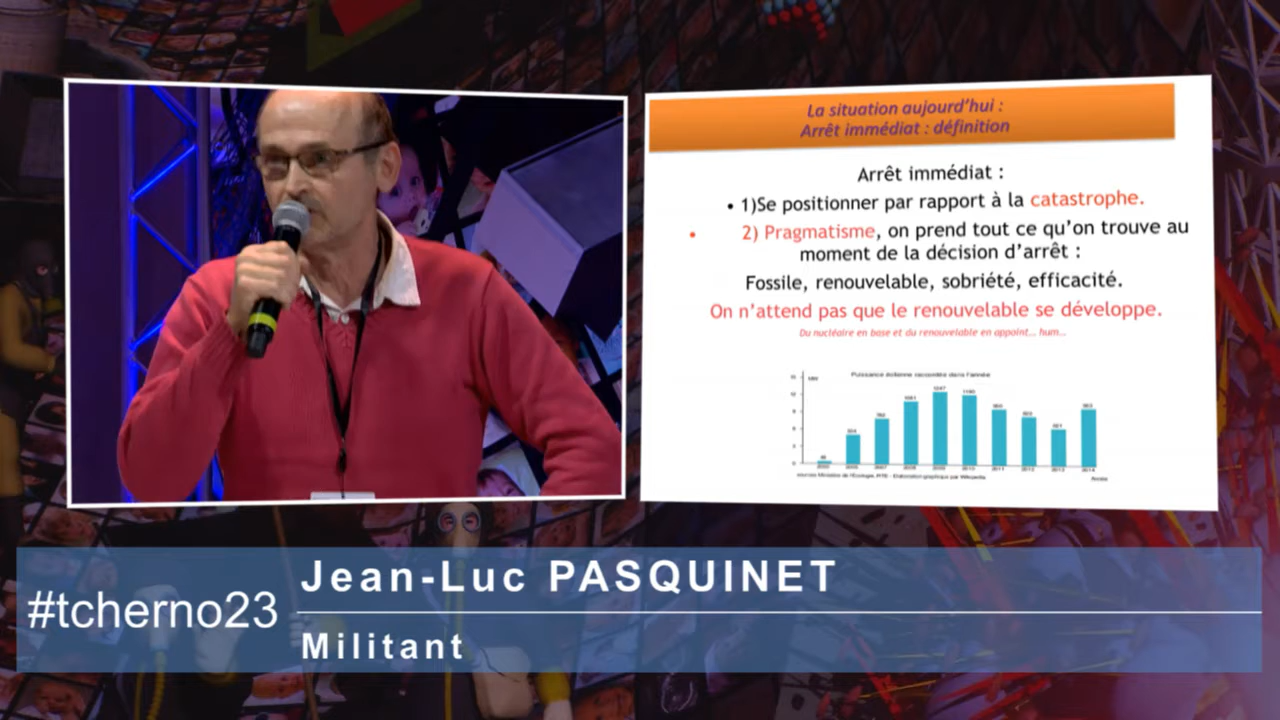 La situation aujourd'hui :
Arrêt immédiat : définition
Arrêt immédiat :
• 1)Se positionner par rapport à la catastrophe.
• 2) Pragmatisme, on prend tout ce qu'on trouve au
moment de la décision d'arrêt :
Fossile, renouvelable, sobriété, efficacité.
On n'attend pas que le renouvelable se développe.
Du nucléaire en base et du renouvelable en appoint... hum...
Puissance éolienne raccordée dans l'année
#tcherno23
Jean-Luc PASQUINET
Militant